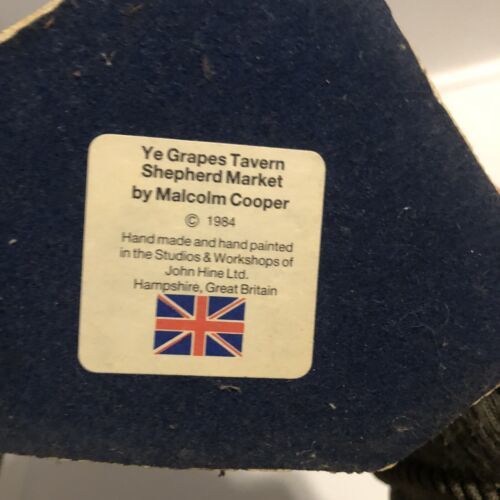 Ye Grapes Tavern
Shepherd Market
by Malcolm Cooper
© 1984
Hand made and hand painted
in the Studios & Workshops of
John Hine Ltd.
Hampshire, Great Britain